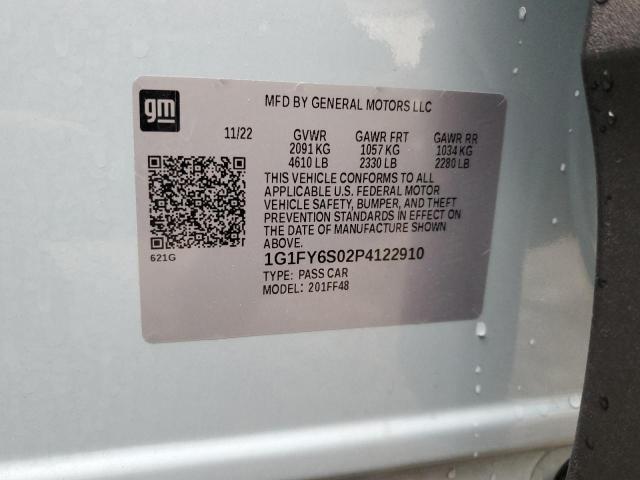 gm
MFD BY GENERAL MOTORS LLC
11/22 GVWR GAWR FRT GAWR RR
2091 KG 1057 KG 1034 KG
4610 LB 2330 LB 2280 LB
THIS VEHICLE CONFORMS TO ALL
APPLICABLE U.S. FEDERAL MOTOR
VEHICLE SAFETY, BUMPER, AND THEFT
PREVENTION STANDARDS IN EFFECT ON
THE DATE OF MANUFACTURE SHOWN
ABOVE.
621G
1G1FY6S02P4122910
TYPE: PASS CAR
MODEL: 201FF48